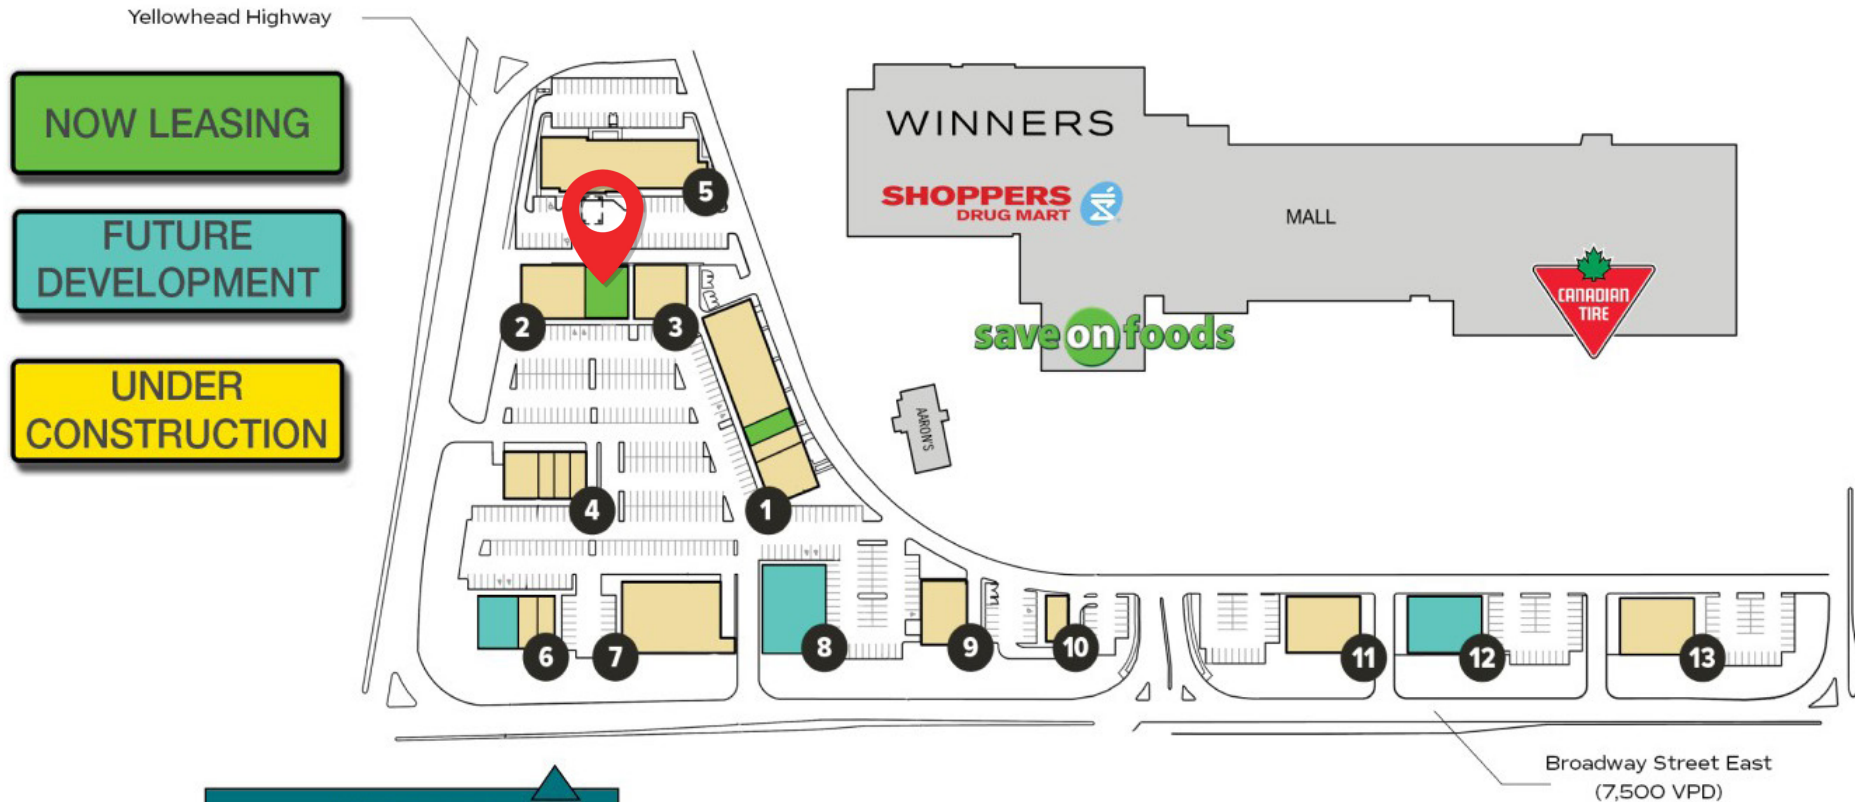 Yellowhead Highway
NOW LEASING
FUTURE
DEVELOPMENT
UNDER
CONSTRUCTION
WINNERS
SHOPPERS
DRUG MART
MALL
CANADIAN
TIRE
save on foods
AARON'S
5
2
3
4
1
6
7
8
9
10
11
12
13
Broadway Street East
(7,500 VPD)